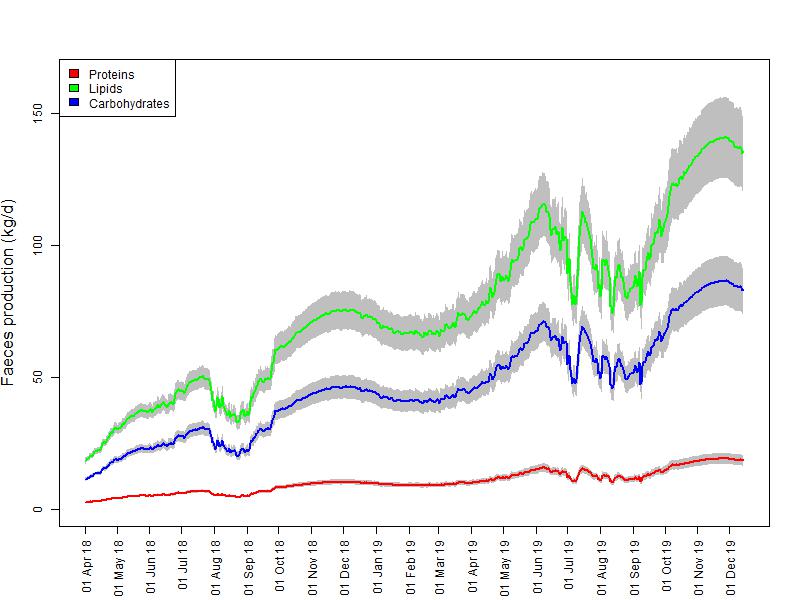 Proteins
Lipids
Carbohydrates
Faeces production (kg/d)
150
100
50
0
01 Apr 18
01 May 18
01 Jun 18
01 Jul 18
01 Aug 18
01 Sep 18
01 Oct 18
01 Nov 18
01 Dec 18
01 Jan 19
01 Feb 19
01 Mar 19
01 Apr 19
01 May 19
01 Jun 19
01 Jul 19
01 Aug 19
01 Sep 19
01 Oct 19
01 Nov 19
01 Dec 19